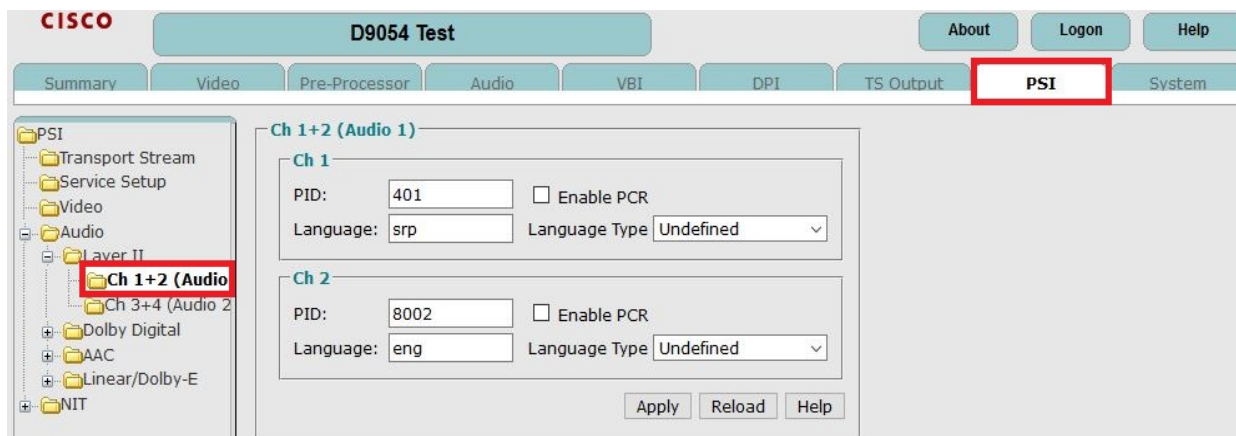 CISCO
D9054 Test
About Logon Help
Summary Video Pre-Processor Audio VBI DPI TS Output PSI System
PSI
Transport Stream
Service Setup
Video
Audio
Layer II
Ch 1+2 (Audio
Ch 3+4 (Audio 2
Dolby Digital
AAC
Linear/Dolby-E
NIT
Ch 1+2 (Audio 1)
Ch 1
PID: 401 Enable PCR
Language: srp Language Type Undefined
Ch 2
PID: 8002 Enable PCR
Language: eng Language Type Undefined
Apply Reload Help